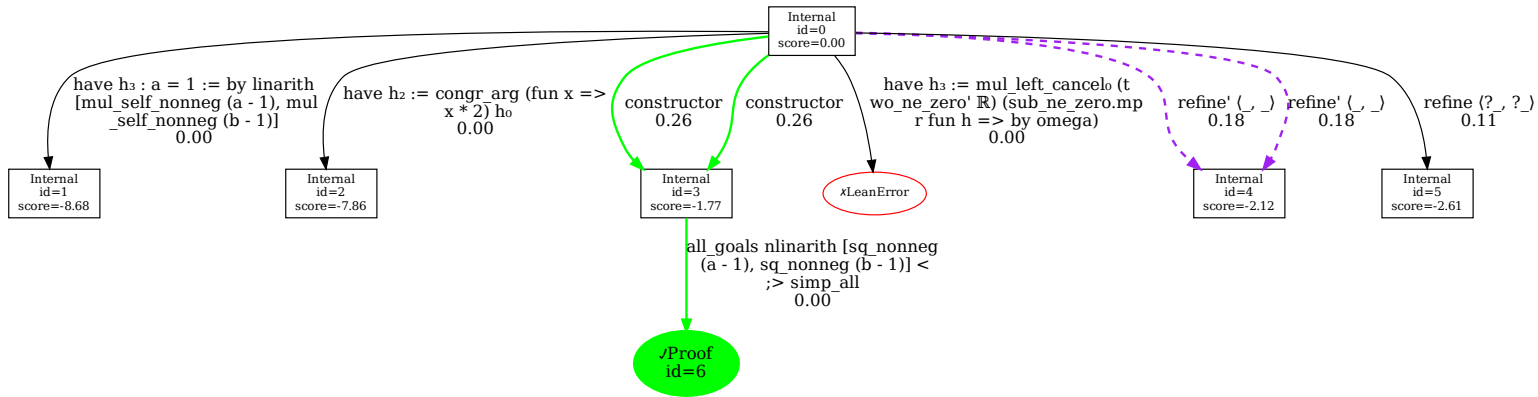 Internal
id=0
score=0.00
have h₃ : a = 1 := by linarith
[mul_self_nonneg (a - 1), mul
_self_nonneg (b - 1)]
0.00
have h₂ := congr_arg (fun x =>
x * 2) h₀
0.00
constructor
0.26
constructor
0.26
have h₃ := mul_left_cancel₀ (t
wo_ne_zero' ℝ) (sub_ne_zero.mp
r fun h => by omega)
0.00
refine' ⟨_, _⟩
0.18
refine' ⟨_, _⟩
0.18
refine ⟨?_, ?_⟩
0.11
Internal
id=1
score=-8.68
Internal
id=2
score=-7.86
Internal
id=3
score=-1.77
✗LeanError
Internal
id=4
score=-2.12
Internal
id=5
score=-2.61
all_goals nlinarith [sq_nonneg
(a - 1), sq_nonneg (b - 1)] <
;> simp_all
0.00
✓Proof
id=6